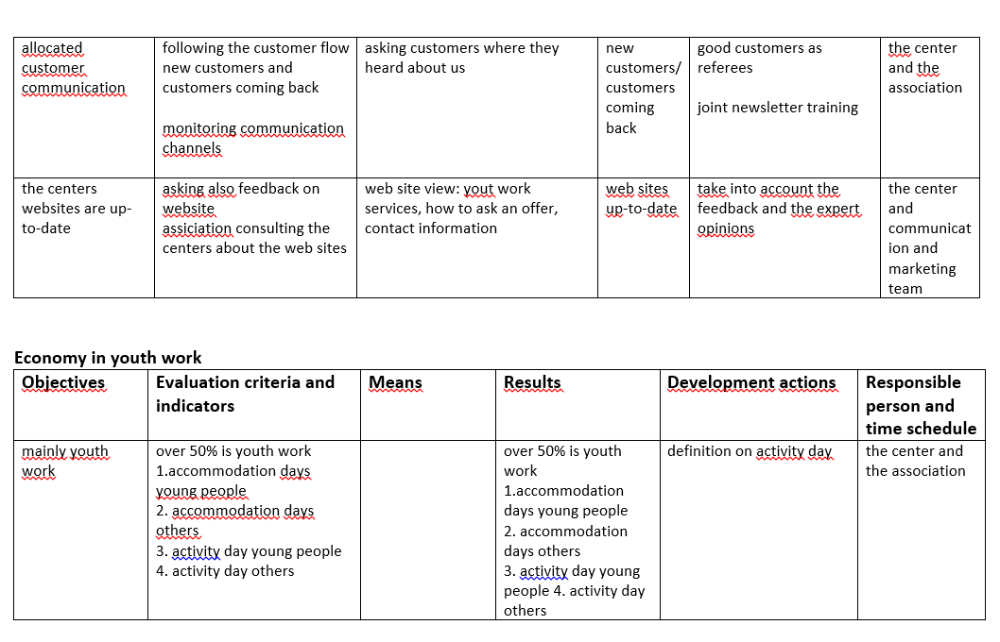 allocated
customer
communication
following the customer flow
new customers and
customers coming back
monitoring communication
channels
asking customers where they
heard about us
new
customers/
customers
coming
back
good customers as
referees
joint newsletter training
the center
and the
association
the centers
websites are up-
to-date
asking also feedback on
website
assiciation consulting the
centers about the web sites
web site view: yout work
services, how to ask an offer,
contact information
web sites
up-to-date
take into account the
feedback and the expert
opinions
the center
and
communicat
ion and
marketing
team
Economy in youth work
Objectives
Evaluation criteria and
indicators
Means
Results
Development actions
Responsible
person and
time schedule
mainly youth
work
over 50% is youth work
1.accommodation days
young people
2. accommodation days
others
3. activity day young people
4. activity day others
over 50% is youth
work
1.accommodation
days young people
2. accommodation
days others
3. activity day young
people 4. activity day
others
definition on activity day
the center and
the association